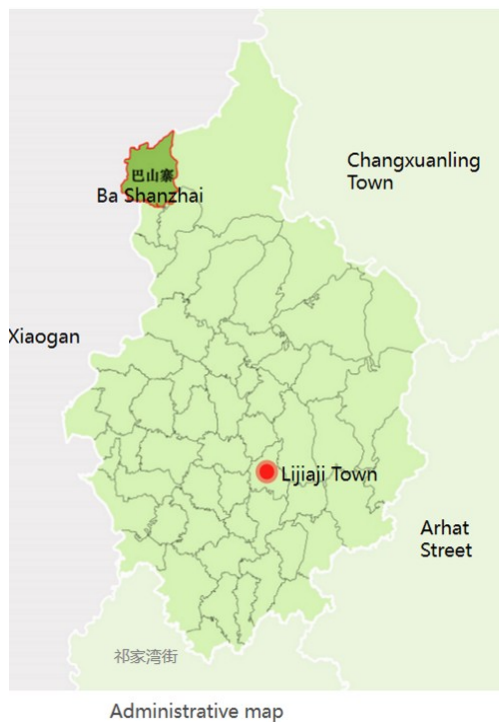 Changxuanling
Town
巴山寨
Ba Shanzhai
Xiaogan
Lijiaji Town
Arhat
Street
祁家湾街
Administrative map